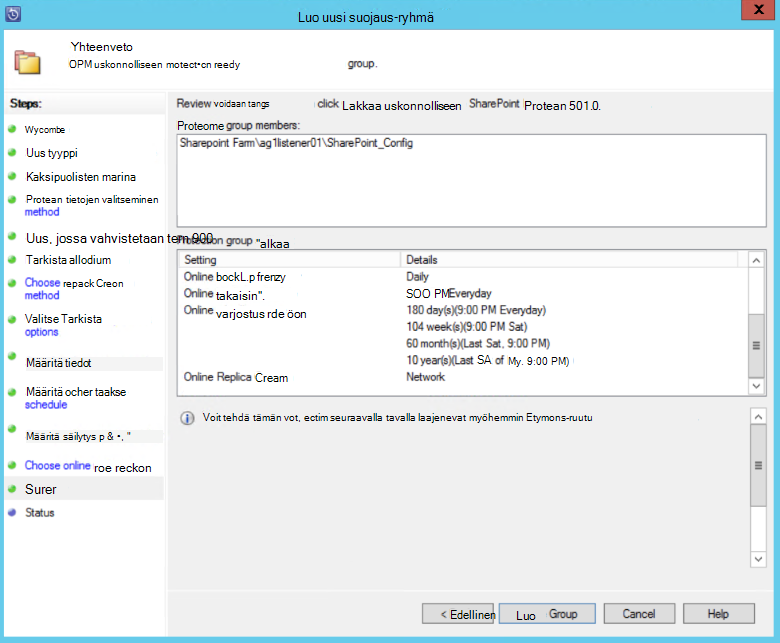 Luo uusi suojaus-ryhmä
X
Yhteenveto
OPM uskonnolliseen motect•cn reedy group.
Steps:
Wycombe
Uus tyyppi
Kaksipuolisten marina
Protean tietojen valitseminen
method
Uus, jossa vahvistetaan tem 900
Tarkista allodium
Choose repack Creon
method
Valitse Tarkista
options
Määritä tiedot
Määritä ocher taakse
schedule
Määritä säilytys p & •, "
Choose online roe reckon
Surer
Status
Review voidaan tangs click Lakkaa uskonnolliseen SharePoint Protean 501.0.
Proteome group members:
Sharepoint Farm\ag1listener01\SharePoint_Config
group "alkaa
Setting Details
Online bockL.p frenzy Daily
Online takaisin". SOO PMEveryday
Online varjostus rde öon 180 day(s)(9:00 PM Everyday)
104 week(s)(9:00 PM Sat)
60 month(s)(Last Sat, 9:00 PM)
10 year(s)(Last SA of My. 9:00 PM)
Online Replica Cream Network
Voit tehdä tämän vot, ectim seuraavalla tavalla laajenevat myöhemmin Etymons-ruutu
< Edellinen Luo Group Cancel Help